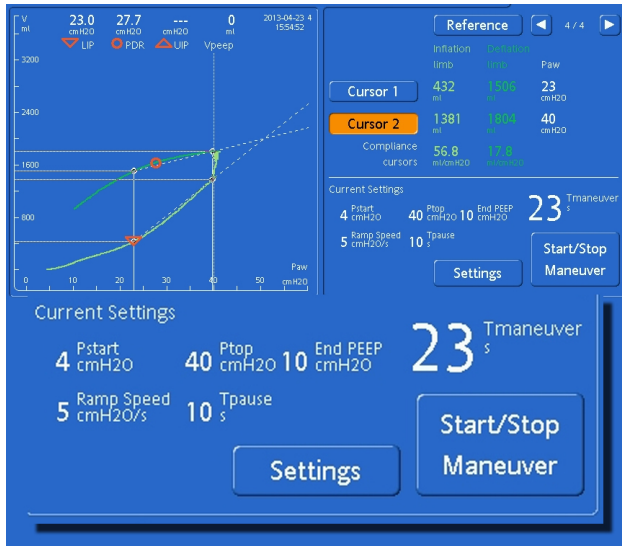 V ml
23.0 27.7 --- 0
cmH2O cmH2O cmH2O ml
2013-04-23 4
15:54:52
LIP PDR UIP Vpeep
3200
2400
1600
800
Paw
0 10 20 30 40 50 cmH2O
Reference 4/4
Inflation Deflation
limb limb Paw
Cursor 1 432 1506 23
ml ml cmH2O
Cursor 2 1381 1804 40
ml ml cmH2O
Compliance 56.8 17.8
cursors ml/cmH2O ml/cmH2O
Current Settings
4 Pstart cmH2O 40 Ptop cmH2O 10 End PEEP cmH2O 23 Tmaneuver s
5 Ramp Speed cmH2O/s 10 Tpause s
Start/Stop
Settings Maneuver
Current Settings
4 Pstart cmH2O 40 Ptop cmH2O 10 End PEEP cmH2O 23 Tmaneuver s
5 Ramp Speed cmH2O/s 10 Tpause s
Start/Stop
Settings Maneuver